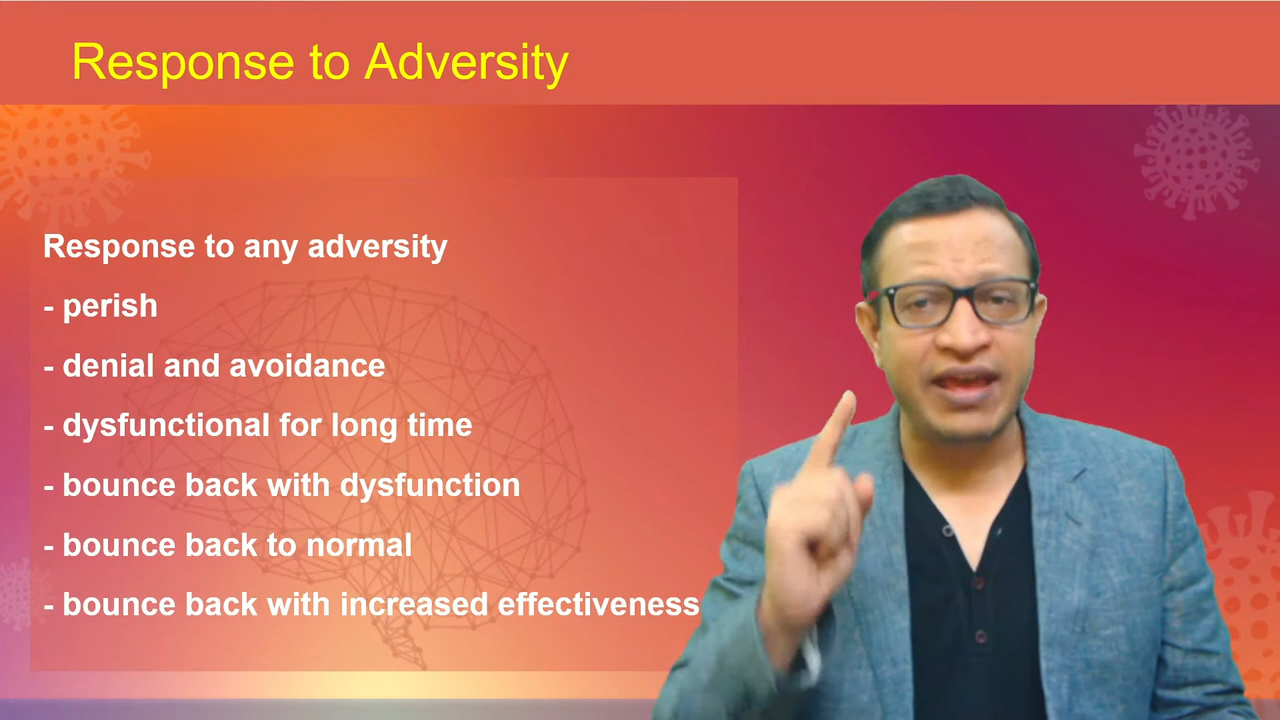 Response to Adversity
Response to any adversity
- perish
- denial and avoidance
- dysfunctional for long time
- bounce back with dysfunction
- bounce back to normal
- bounce back with increased effectiveness